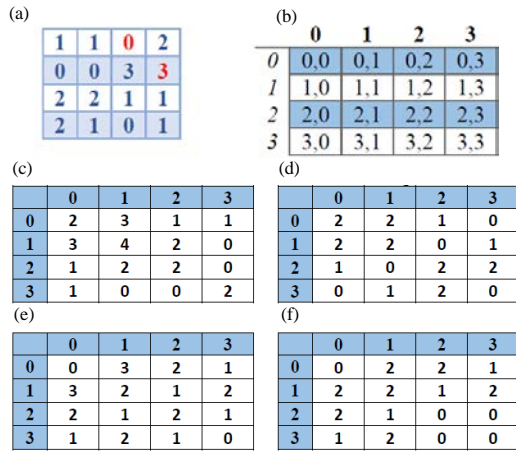 (a)
1 1 0 2
0 0 3 3
2 2 1 1
2 1 0 1
(b)
0 1 2 3
0 0,0 0,1 0,2 0,3
1 1,0 1,1 1,2 1,3
2 2,0 2,1 2,2 2,3
3 3,0 3,1 3,2 3,3
(c)
0 1 2 3
0 2 3 1 1
1 3 4 2 0
2 1 2 2 0
3 1 0 0 2
(d)
0 1 2 3
0 2 2 1 0
1 2 2 0 1
2 1 0 2 2
3 0 1 2 0
(e)
0 1 2 3
0 0 3 2 1
1 3 2 1 2
2 2 1 2 1
3 1 2 1 0
(f)
0 1 2 3
0 0 2 2 1
1 2 2 1 2
2 2 1 0 0
3 1 2 0 0